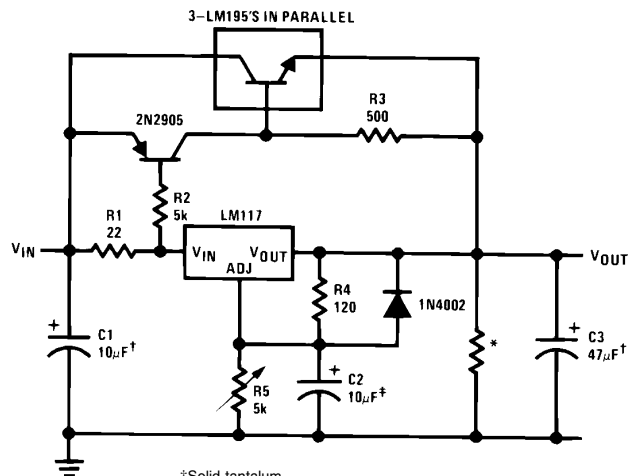 3–LM195'S IN PARALLEL
2N2905
R3
500
R2
5k
LM117
R1
22
VIN
VIN
VOUT
ADJ
VOUT
R4
120
1N4002
*
C1
10μF†
C3
47μF†
+
+
+
R5
5k
C2
10μF‡
‡Solid tantalum